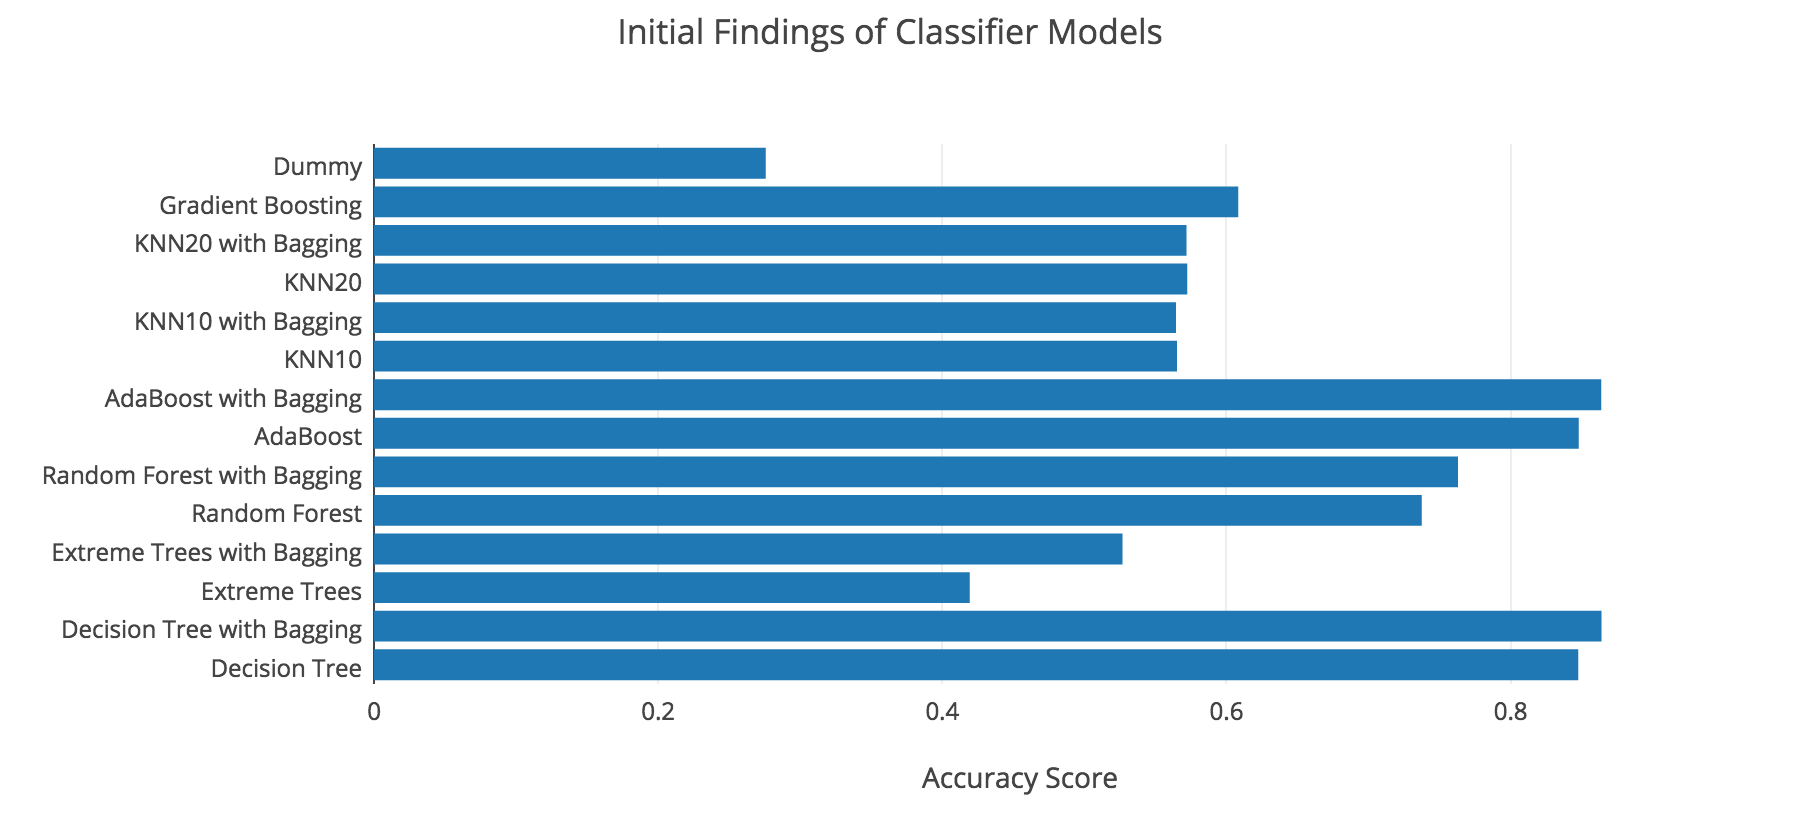 Initial Findings of Classifier Models
Dummy
Gradient Boosting
KNN20 with Bagging
KNN20
KNN10 with Bagging
KNN10
AdaBoost with Bagging
AdaBoost
Random Forest with Bagging
Random Forest
Extreme Trees with Bagging
Extreme Trees
Decision Tree with Bagging
Decision Tree
0 0.2 0.4 0.6 0.8
Accuracy Score